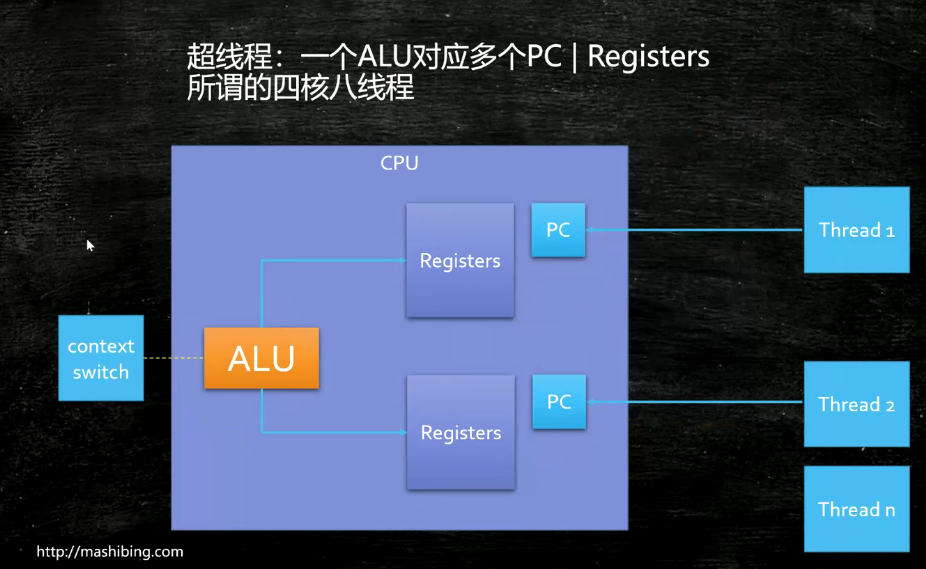 超线程：一个ALU对应多个PC | Registers
所谓的四核八线程
CPU
Registers
PC
Thread 1
context
switch
ALU
Registers
PC
Thread 2
Thread n
http://mashibing.com